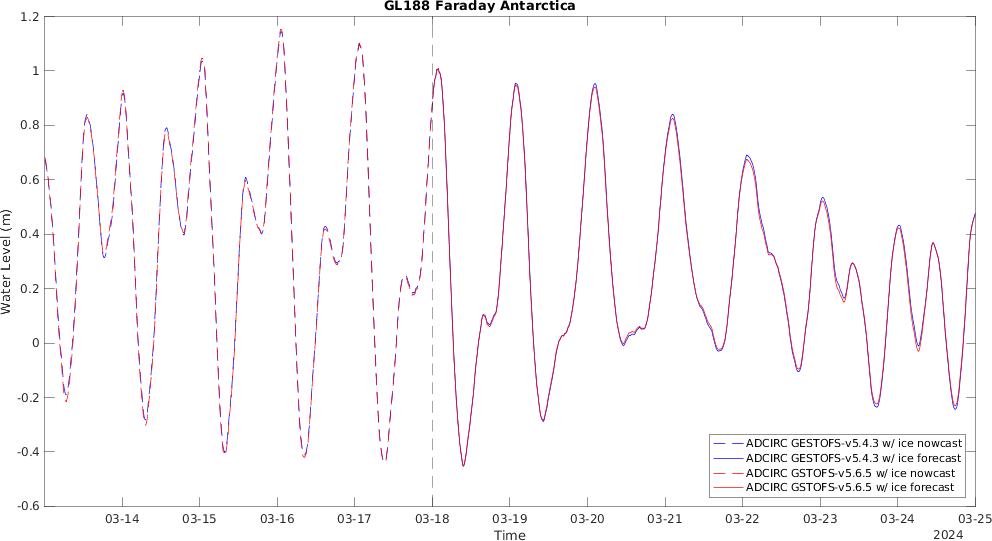 GL188 Faraday Antarctica
1.2
1
0.8
0.6
0.4
0.2
0
-0.2
-0.4
-0.6
Water Level (m)
03-14 03-15 03-16 03-17 03-18 03-19 03-20 03-21 03-22 03-23 03-24 03-25
Time
2024
ADCIRC GESTOFS-v5.4.3 w/ ice nowcast
ADCIRC GESTOFS-v5.4.3 w/ ice forecast
ADCIRC GSTOFS-v5.6.5 w/ ice nowcast
ADCIRC GSTOFS-v5.6.5 w/ ice forecast